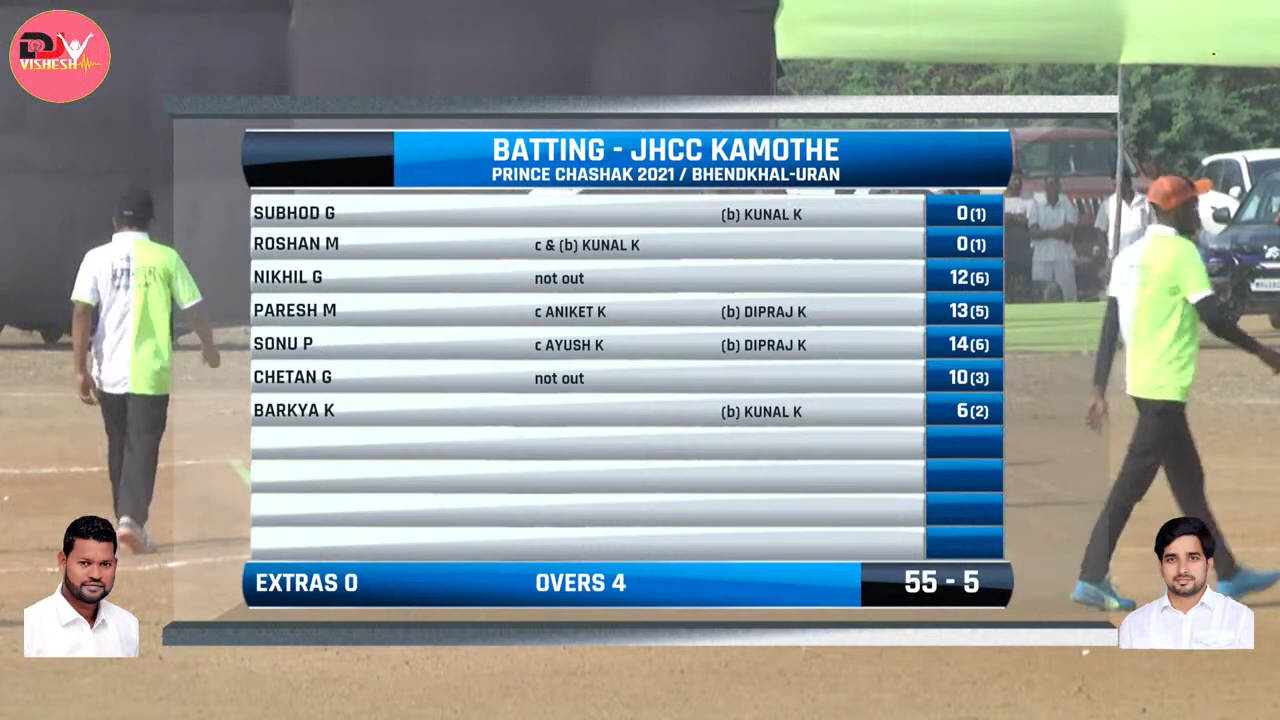 DJ
VISHESH
BATTING - JHCC KAMOTHE
PRINCE CHASHAK 2021 / BHENDKHAL-URAN
SUBHOD G (b) KUNAL K 0(1)
ROSHAN M c & (b) KUNAL K 0(1)
NIKHIL G not out 12(6)
PARESH M c ANIKET K (b) DIPRAJ K 13(5)
SONU P c AYUSH K (b) DIPRAJ K 14(6)
CHETAN G not out 10(3)
BARKYA K (b) KUNAL K 6(2)
EXTRAS 0 OVERS 4 55 - 5